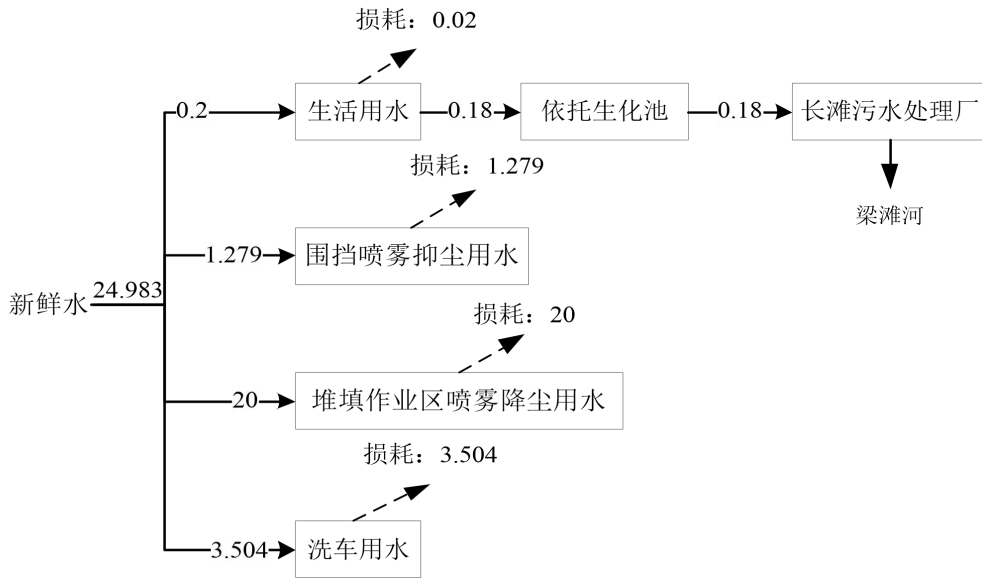 损耗：0.02
0.2
生活用水
0.18
依托生化池
0.18
长滩污水处理厂
梁滩河
损耗：1.279
1.279
围挡喷雾抑尘用水
新鲜水
24.983
损耗：20
20
堆填作业区喷雾降尘用水
损耗：3.504
3.504
洗车用水